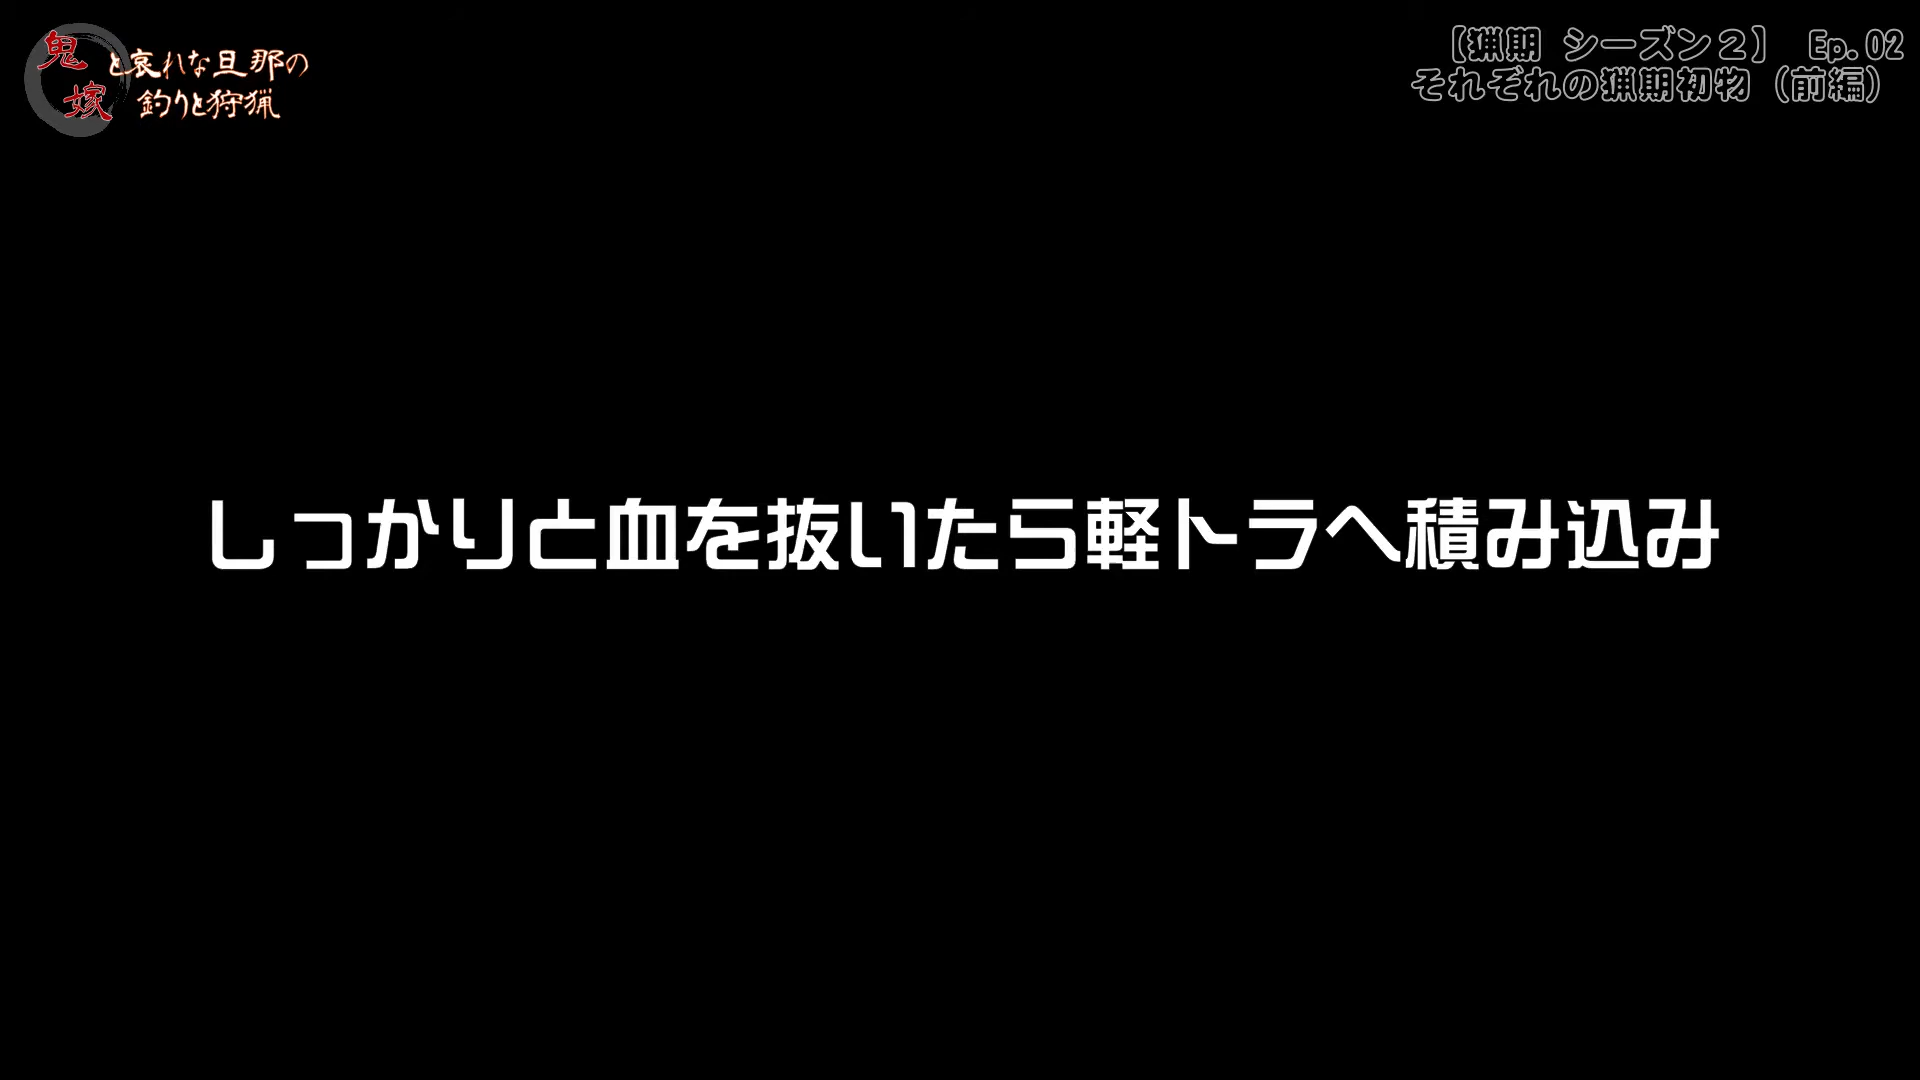 鬼嫁と哀れな旦那の
釣りと狩猟
【猟期 シーズン２】 Ep.02
それぞれの猟期初物（前編）
しっかりと血を抜いたら軽トラへ積み込み